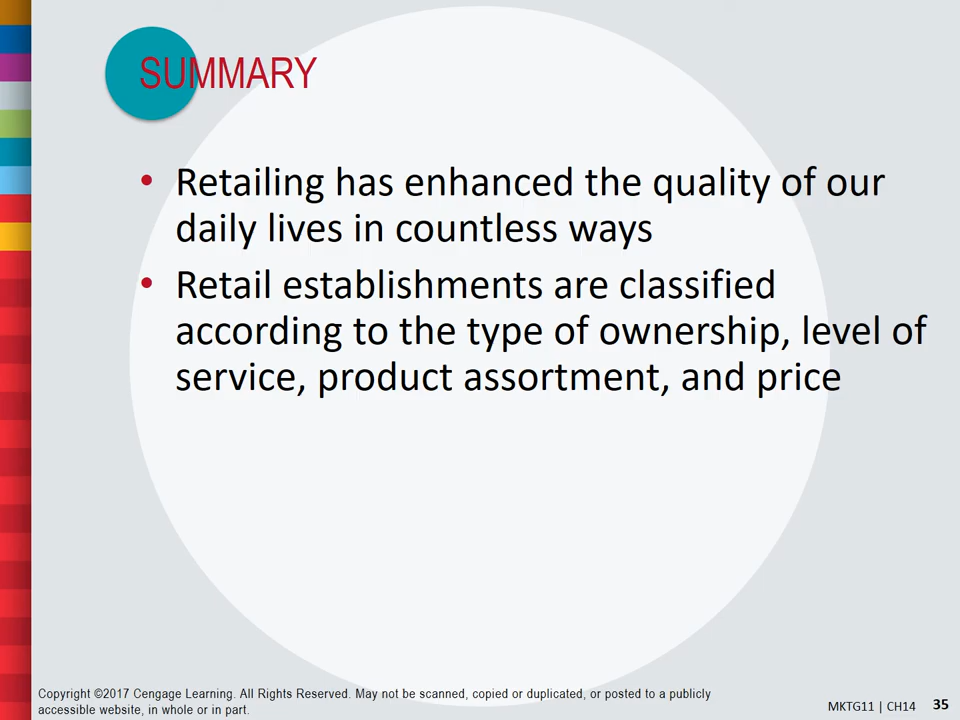 SUMMARY
• Retailing has enhanced the quality of our
daily lives in countless ways
• Retail establishments are classified
according to the type of ownership, level of
service, product assortment, and price
Copyright ©2017 Cengage Learning. All Rights Reserved. May not be scanned, copied or duplicated, or posted to a publicly
accessible website, in whole or in part.
MKTG11 | CH14 35